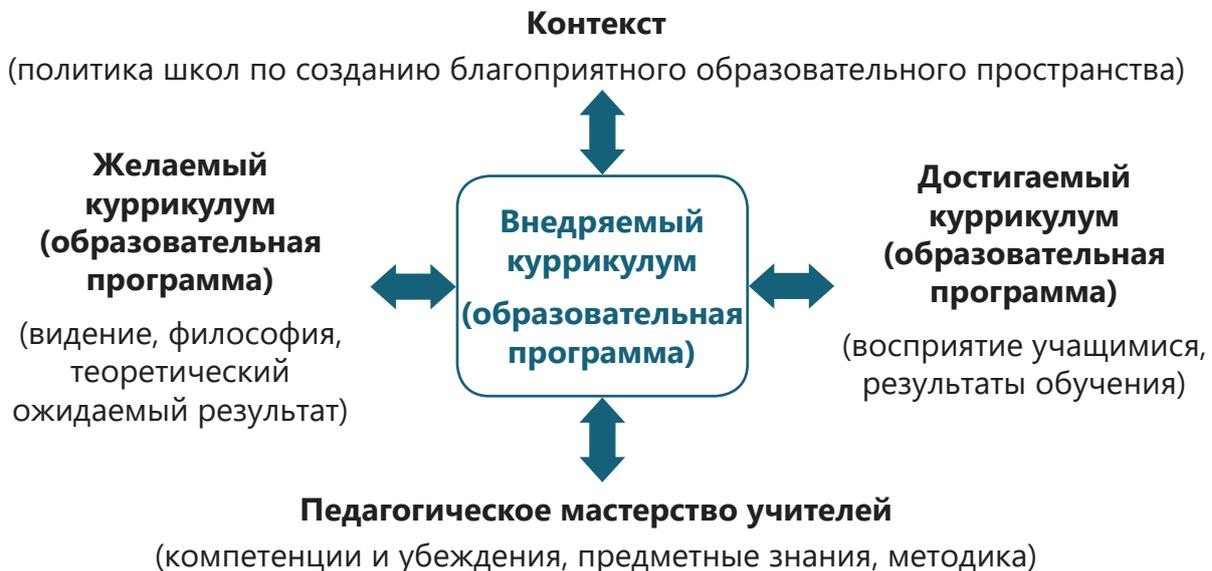 Контекст
(политика школ по созданию благоприятного образовательного пространства)
Желаемый
куррикулум
(образовательная
программа)
(видение, философия,
теоретический
ожидаемый результат)
Внедряемый
куррикулум
(образовательная
программа)
Достигаемый
куррикулум
(образовательная
программа)
(восприятие учащимися,
результаты обучения)
Педагогическое мастерство учителей
(компетенции и убеждения, предметные знания, методика)